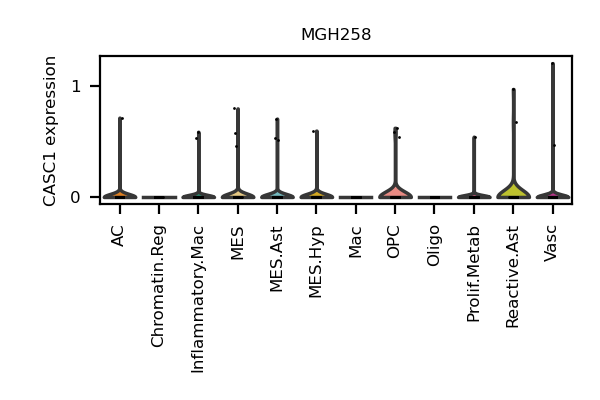 MGH258
CASC1 expression
1
0
AC
Chromatin.Reg
Inflammatory.Mac
MES
MES.Ast
MES.Hyp
Mac
OPC
Oligo
Prolif.Metab
Reactive.Ast
Vasc